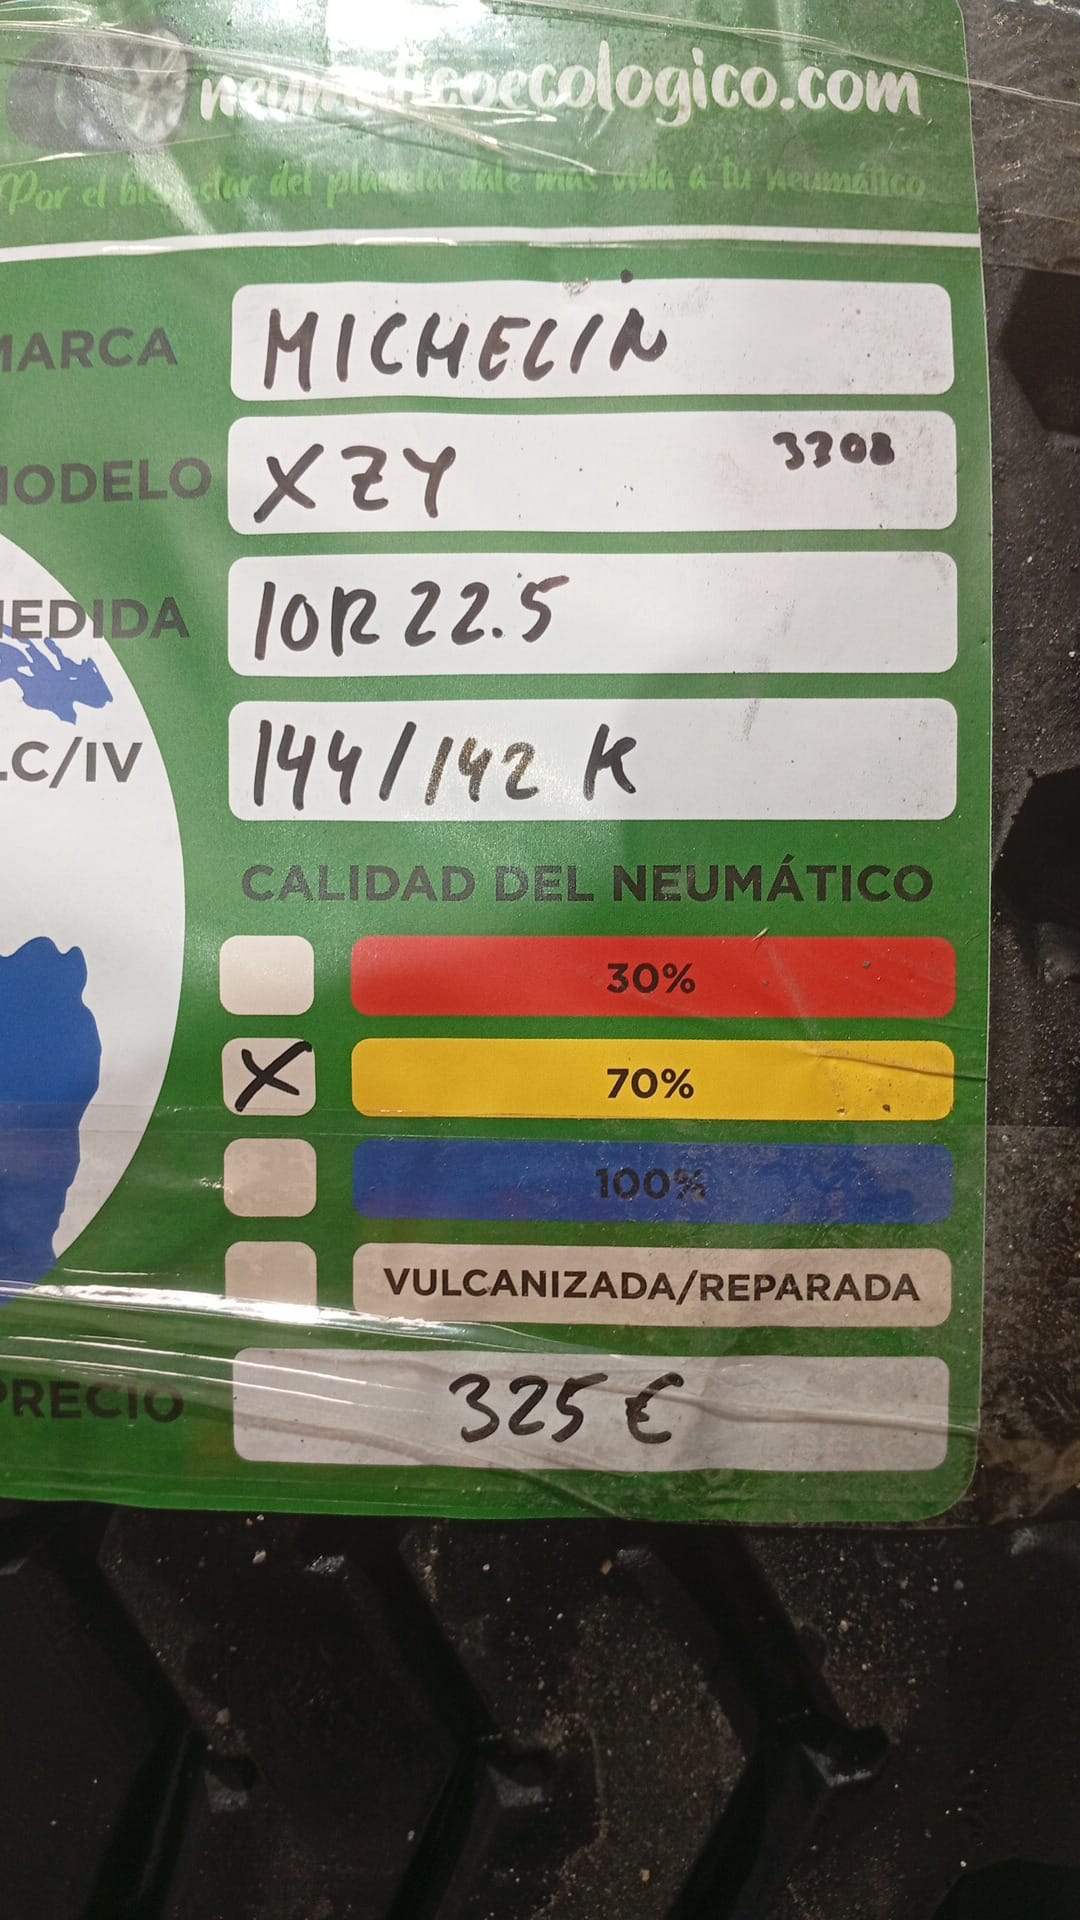 neumaticoecologico.com
Por el bienestar del planeta dale más vida a tu neumático
MARCA MICHELIN
MODELO XZY 3308
MEDIDA 10R22.5
LC/IV 144/142 K
CALIDAD DEL NEUMÁTICO
30%
X 70%
100%
VULCANIZADA/REPARADA
PRECIO 325 €